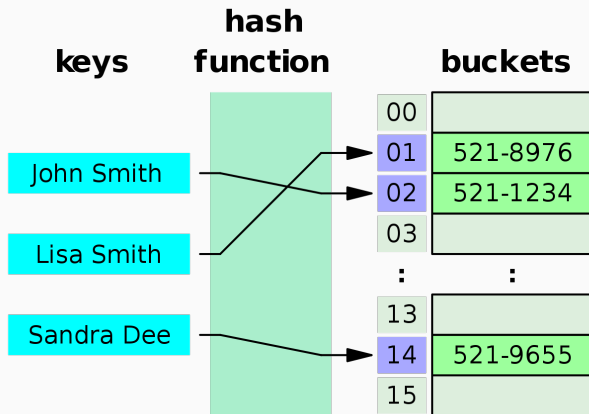 keys
hash
function
buckets
John Smith
Lisa Smith
Sandra Dee
00
01 521-8976
02 521-1234
03
: :
13
14 521-9655
15